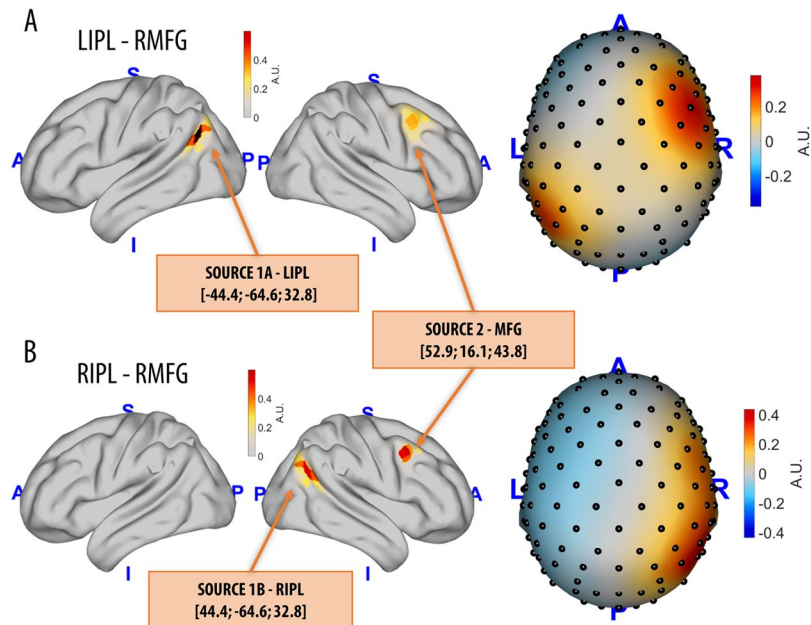 A
LIPL - RMFG
0.4
0.2
0
A.U.
S
S
A
P
P
A
I
I
A
L
R
P
0.2
0
-0.2
A.U.
SOURCE 1A - LIPL
[-44.4; -64.6; 32.8]
SOURCE 2 - MFG
[52.9; 16.1; 43.8]
B
RIPL - RMFG
0.4
0.2
0
A.U.
S
S
A
P
P
A
I
I
A
L
R
P
0.4
0.2
0
-0.2
-0.4
A.U.
SOURCE 1B - RIPL
[44.4; -64.6; 32.8]